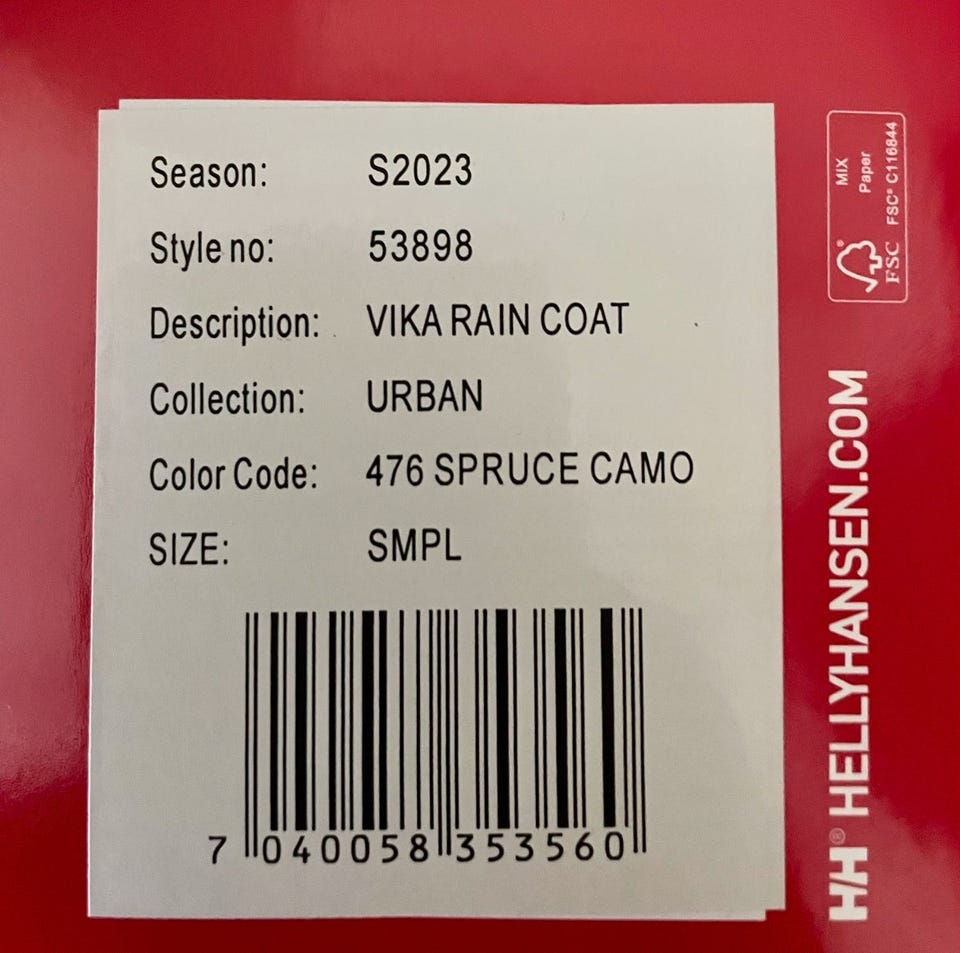 Season: S2023
Style no: 53898
Description: VIKA RAIN COAT
Collection: URBAN
Color Code: 476 SPRUCE CAMO
SIZE: SMPL
7 040058 353560
MIX
Paper
FSC® C116844
FSC
HH® HELLYHANSEN.COM